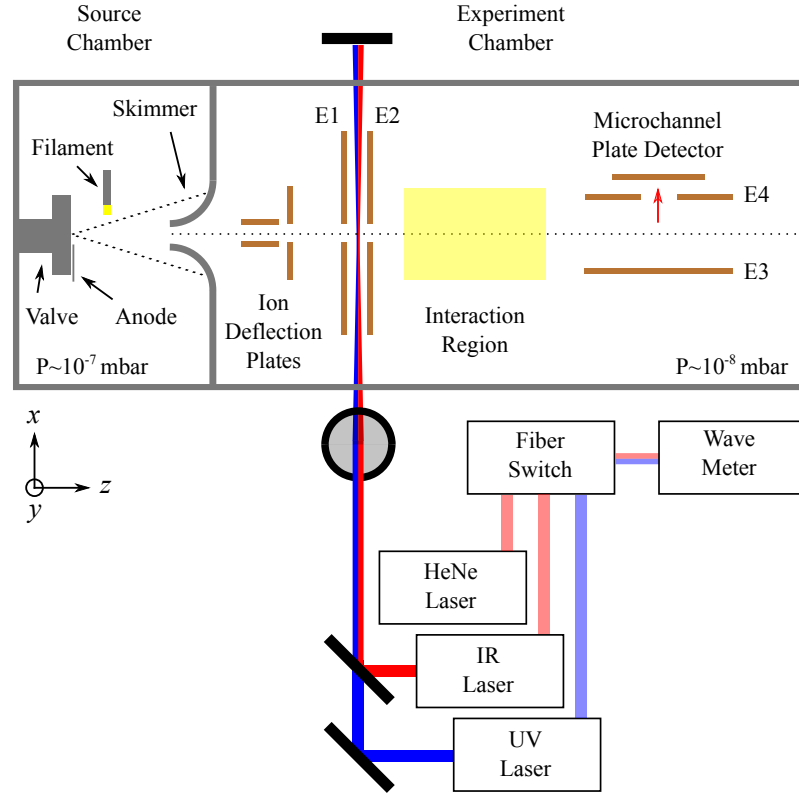 Source
Chamber
Experiment
Chamber
Skimmer
Filament
E1
E2
Microchannel
Plate Detector
E4
E3
Valve
Anode
Ion
Deflection
Plates
Interaction
Region
P~10⁻⁷ mbar
P~10⁻⁸ mbar
x
z
y
Fiber
Switch
Wave
Meter
HeNe
Laser
IR
Laser
UV
Laser